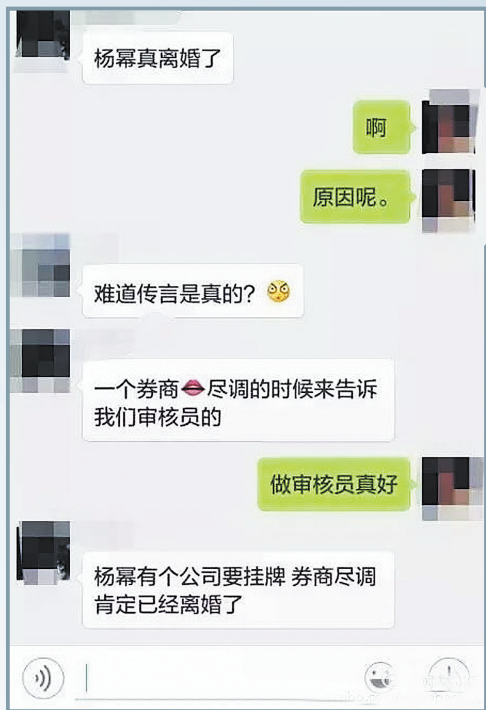 杨幂真离婚了
啊
原因呢。
难道传言是真的?
一个券商👄尽调的时候来告诉
我们审核员的
做审核员真好
杨幂有个公司要挂牌 券商尽调
肯定已经离婚了